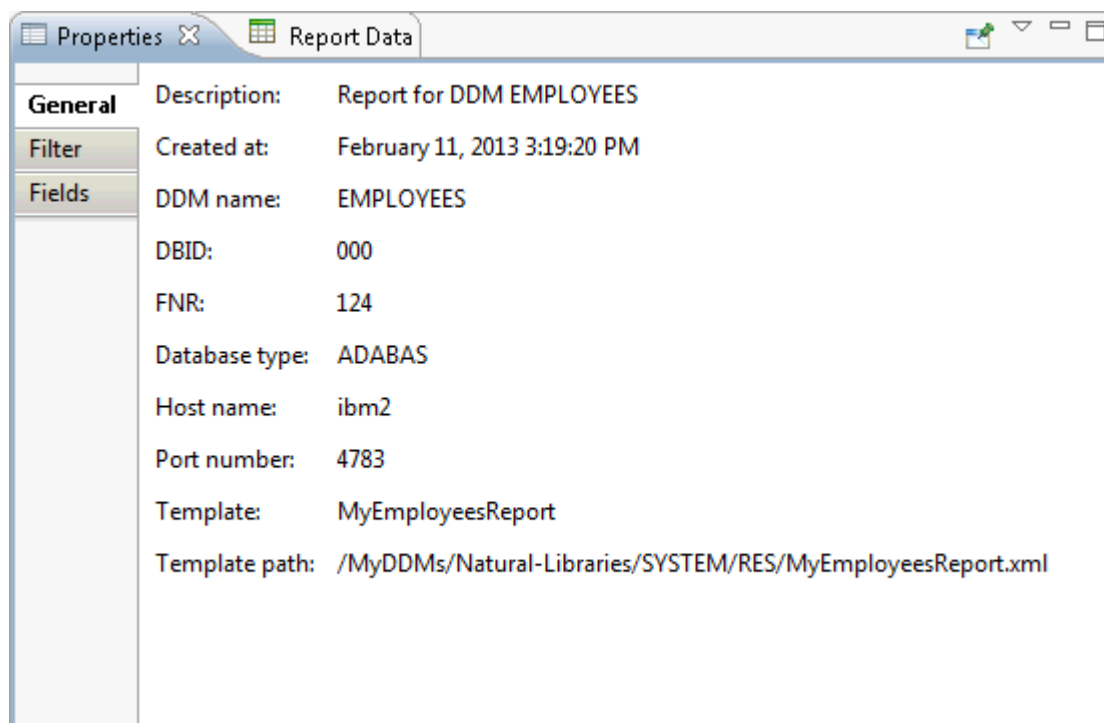 Properties Report Data
General
Filter
Fields
Description: Report for DDM EMPLOYEES
Created at: February 11, 2013 3:19:20 PM
DDM name: EMPLOYEES
DBID: 000
FNR: 124
Database type: ADABAS
Host name: ibm2
Port number: 4783
Template: MyEmployeesReport
Template path: /MyDDMs/Natural-Libraries/SYSTEM/RES/MyEmployeesReport.xml